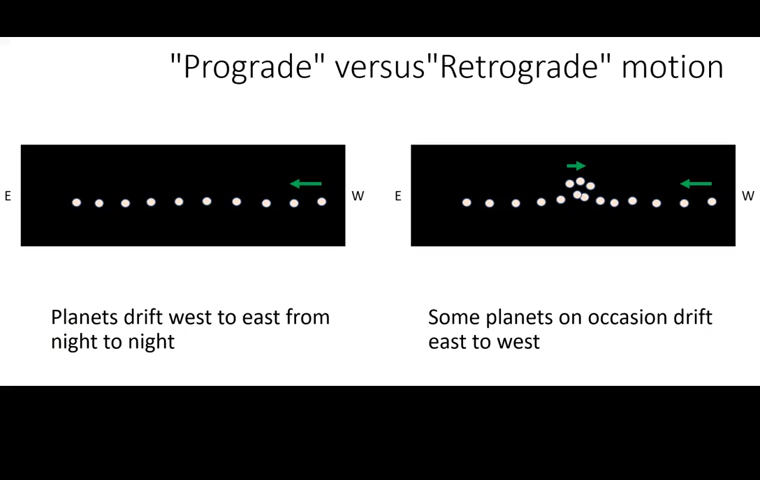 "Prograde" versus"Retrograde" motion
E
W
E
W
Planets drift west to east from
night to night
Some planets on occasion drift
east to west